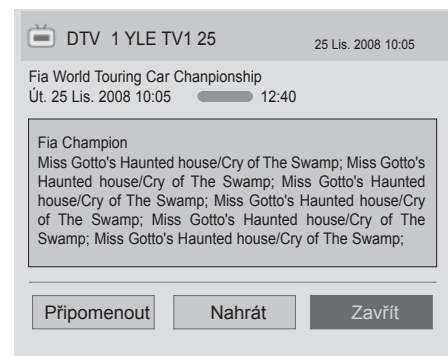 DTV 1 YLE TV1 25 25 Lis. 2008 10:05
Fia World Touring Car Chanpionship
Út. 25 Lis. 2008 10:05 12:40
Fia Champion
Miss Gotto's Haunted house/Cry of The Swamp; Miss Gotto's
Haunted house/Cry of The Swamp; Miss Gotto's Haunted
house/Cry of The Swamp; Miss Gotto's Haunted house/Cry
of The Swamp; Miss Gotto's Haunted house/Cry of The
Swamp; Miss Gotto's Haunted house/Cry of The Swamp;
Připomenout Nahrát Zavřít